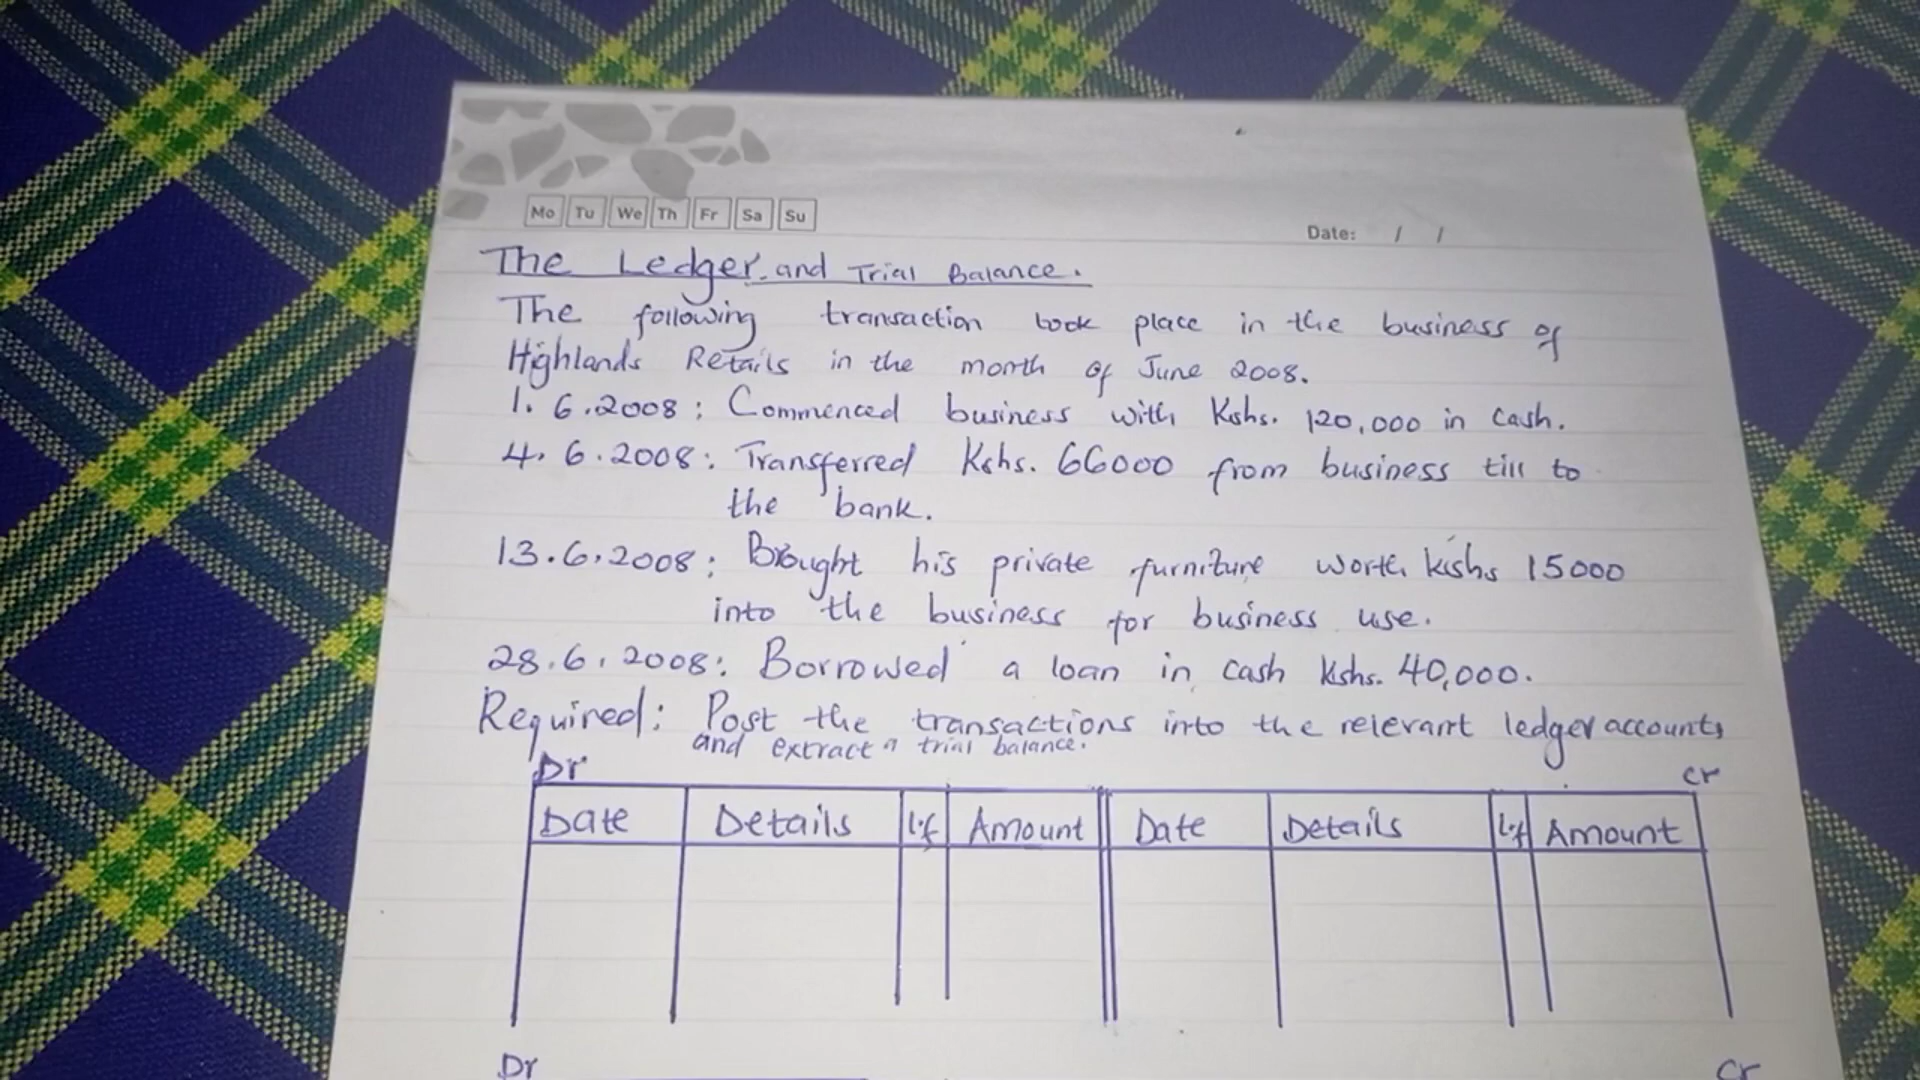 Mo Tu We Th Fr Sa Su
Date: / /
The Ledger and Trial Balance.
The following transaction took place in the business of
Highlands Retails in the month of June 2008.
1. 6.2008: Commenced business with Kshs. 120,000 in cash.
4. 6.2008: Transferred Kshs. 66000 from business till to
the bank.
13.6.2008: Brought his private furniture worth kshs 15000
into the business for business use.
28.6.2008: Borrowed a loan in cash kshs. 40,000.
Required: Post the transactions into the relevant ledger accounts
and extract a trial balance.
Dr Cr
Date Details l.f Amount Date Details l.f Amount
Dr Cr